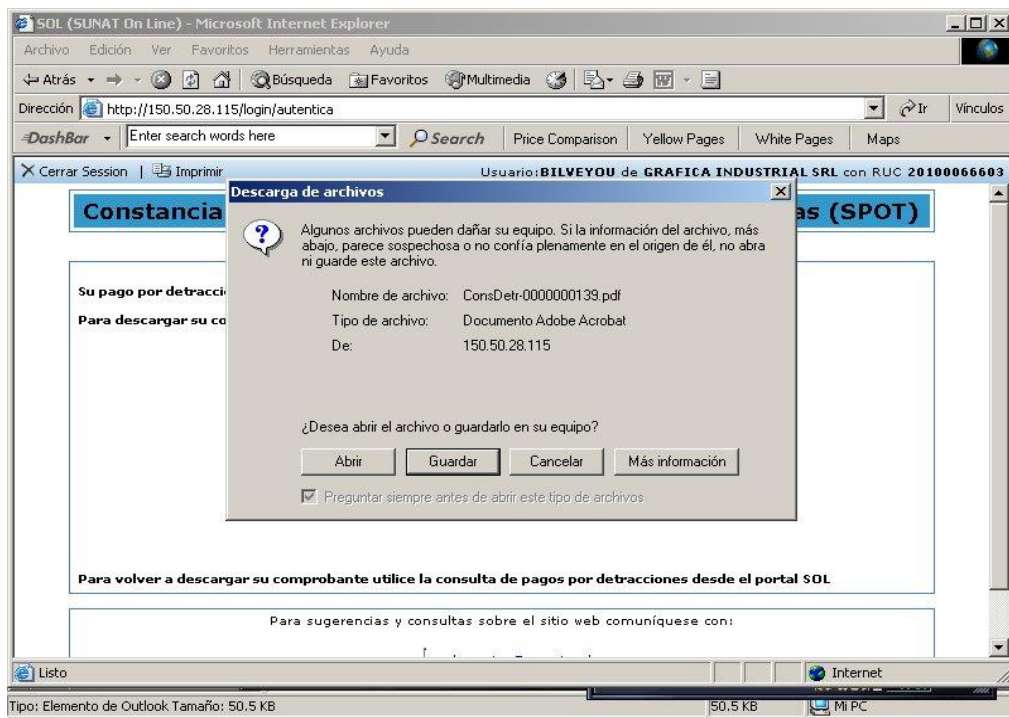 SOL (SUNAT On Line) - Microsoft Internet Explorer
Archivo Edición Ver Favoritos Herramientas Ayuda
Atrás Búsqueda Favoritos Multimedia
Dirección http://150.50.28.115/login/autentica Ir Vínculos
DashBar Enter search words here Search Price Comparison Yellow Pages White Pages Maps
Cerrar Session | Imprimir Usuario:BILVEYOU de GRAFICA INDUSTRIAL SRL con RUC 20100066603
Descarga de archivos
Constancia as (SPOT)
Algunos archivos pueden dañar su equipo. Si la información del archivo, más
abajo, parece sospechosa o no confía plenamente en el origen de él, no abra
ni guarde este archivo.
Su pago por detracci
Nombre de archivo: ConsDetr-0000000139.pdf
Para descargar su co
Tipo de archivo: Documento Adobe Acrobat
De: 150.50.28.115
¿Desea abrir el archivo o guardarlo en su equipo?
Abrir Guardar Cancelar Más información
Preguntar siempre antes de abrir este tipo de archivos
Para volver a descargar su comprobante utilice la consulta de pagos por detracciones desde el portal SOL
Para sugerencias y consultas sobre el sitio web comuníquese con:
Listo Internet
Tipo: Elemento de Outlook Tamaño: 50.5 KB 50.5 KB Mi PC